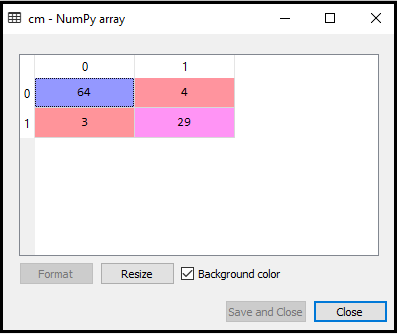 cm - NumPy array
0 1
0 64 4
1 3 29
Format Resize Background color
Save and Close Close